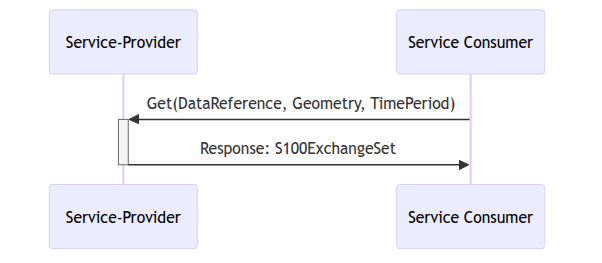 Service-Provider
Service Consumer
Get(DataReference, Geometry, TimePeriod)
Response: S100ExchangeSet
Service-Provider
Service Consumer